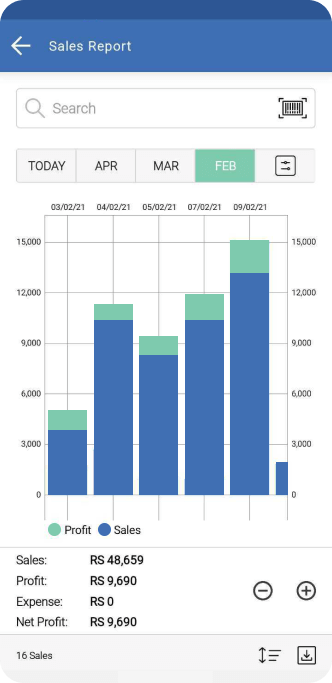 Sales Report
Search
TODAY APR MAR FEB
03/02/21 04/02/21 05/02/21 07/02/21 09/02/21
15,000 15,000
12,000 12,000
9,000 9,000
6,000 6,000
3,000 3,000
0 0
Profit Sales
Sales: RS 48,659
Profit: RS 9,690
Expense: RS 0
Net Profit: RS 9,690
16 Sales